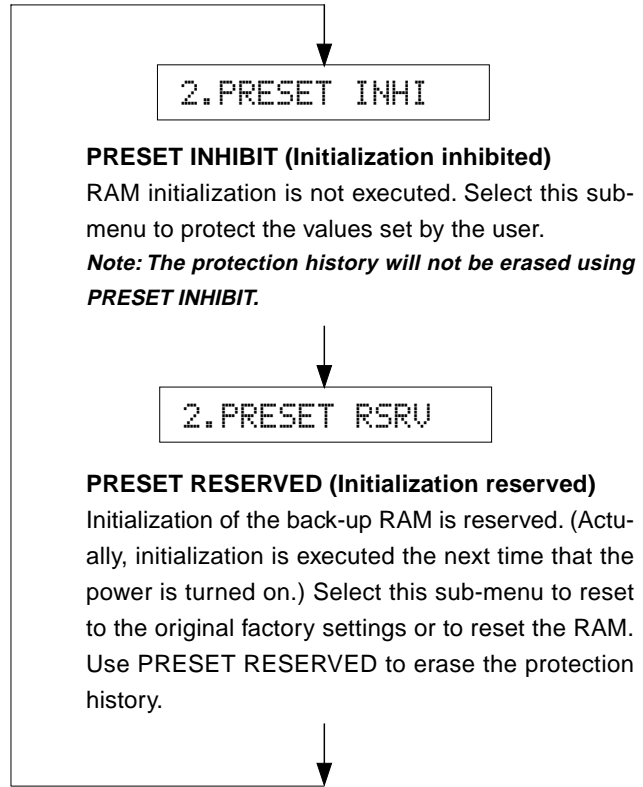 2.PRESET INHI
PRESET INHIBIT (Initialization inhibited)
RAM initialization is not executed. Select this sub-
menu to protect the values set by the user.
Note: The protection history will not be erased using
PRESET INHIBIT.
2.PRESET RSRV
PRESET RESERVED (Initialization reserved)
Initialization of the back-up RAM is reserved. (Actu-
ally, initialization is executed the next time that the
power is turned on.) Select this sub-menu to reset
to the original factory settings or to reset the RAM.
Use PRESET RESERVED to erase the protection
history.